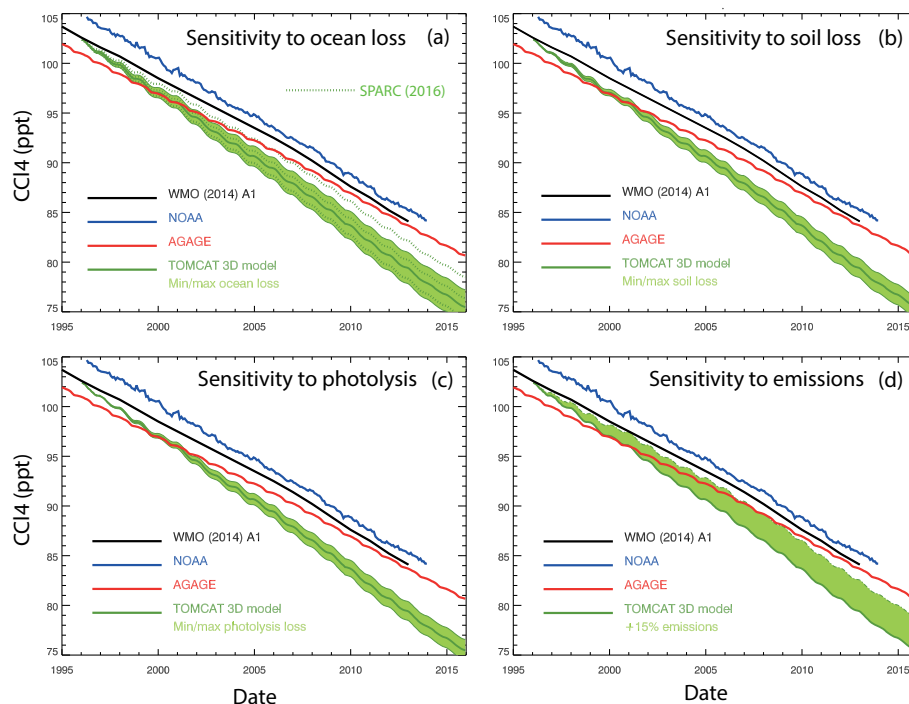 Sensitivity to ocean loss (a)
SPARC (2016)
CCl4 (ppt)
105
100
95
90
85
80
75
WMO (2014) A1
NOAA
AGAGE
TOMCAT 3D model
Min/max ocean loss
1995 2000 2005 2010 2015
Sensitivity to soil loss (b)
105
100
95
90
85
80
75
WMO (2014) A1
NOAA
AGAGE
TOMCAT 3D model
Min/max soil loss
1995 2000 2005 2010 2015
Sensitivity to photolysis (c)
CCl4 (ppt)
105
100
95
90
85
80
75
WMO (2014) A1
NOAA
AGAGE
TOMCAT 3D model
Min/max photolysis loss
1995 2000 2005 2010 2015
Date
Sensitivity to emissions (d)
105
100
95
90
85
80
75
WMO (2014) A1
NOAA
AGAGE
TOMCAT 3D model
+15% emissions
1995 2000 2005 2010 2015
Date